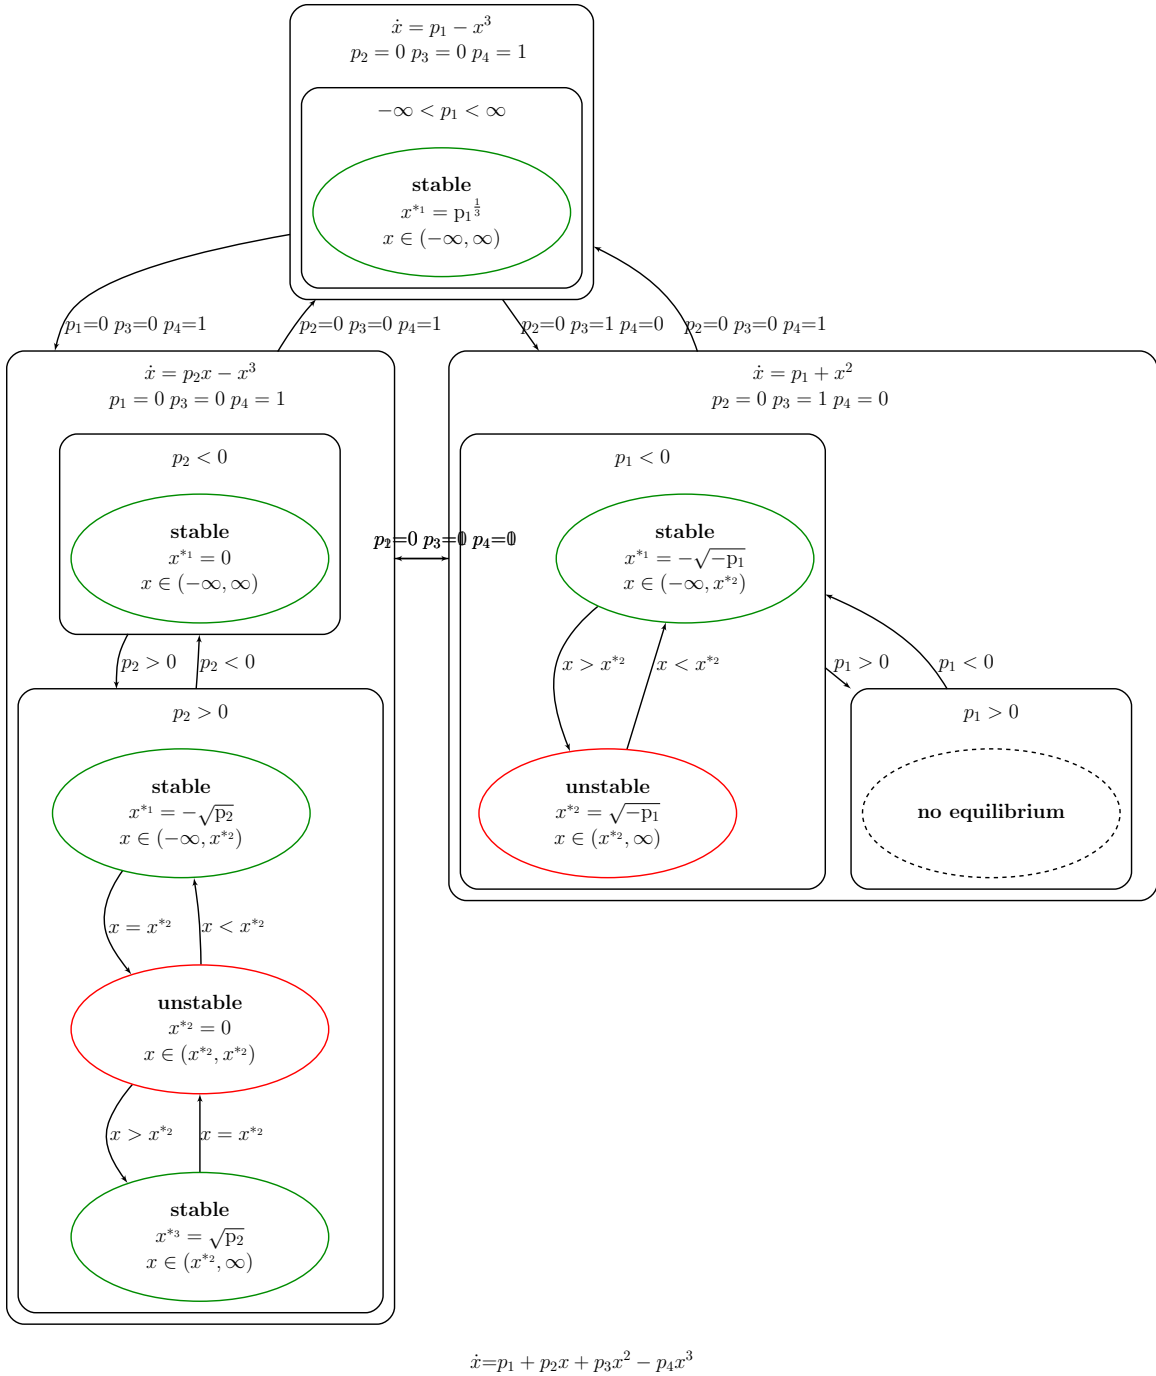 ẋ = p₁ − x³
p₂ = 0 p₃ = 0 p₄ = 1
−∞ < p₁ < ∞
stable
x^{*₁} = p₁^{1/3}
x ∈ (−∞, ∞)
p₁=0 p₃=0 p₄=1
p₂=0 p₃=0 p₄=1
p₂=0 p₃=1 p₄=0
p₂=0 p₃=0 p₄=1
ẋ = p₂x − x³
p₁ = 0 p₃ = 0 p₄ = 1
p₂ < 0
stable
x^{*₁} = 0
x ∈ (−∞, ∞)
p₂ > 0
p₂ < 0
p₂ > 0
stable
x^{*₁} = −√p₂
x ∈ (−∞, x^{*₂})
x = x^{*₂}
x < x^{*₂}
unstable
x^{*₂} = 0
x ∈ (x^{*₂}, x^{*₂})
x > x^{*₂}
x = x^{*₂}
stable
x^{*₃} = √p₂
x ∈ (x^{*₂}, ∞)
ẋ = p₁ + x²
p₂ = 0 p₃ = 1 p₄ = 0
p₁ < 0
stable
x^{*₁} = −√−p₁
x ∈ (−∞, x^{*₂})
x > x^{*₂}
x < x^{*₂}
unstable
x^{*₂} = √−p₁
x ∈ (x^{*₂}, ∞)
p₁ > 0
p₁ < 0
p₁ > 0
no equilibrium
ẋ=p₁ + p₂x + p₃x² − p₄x³